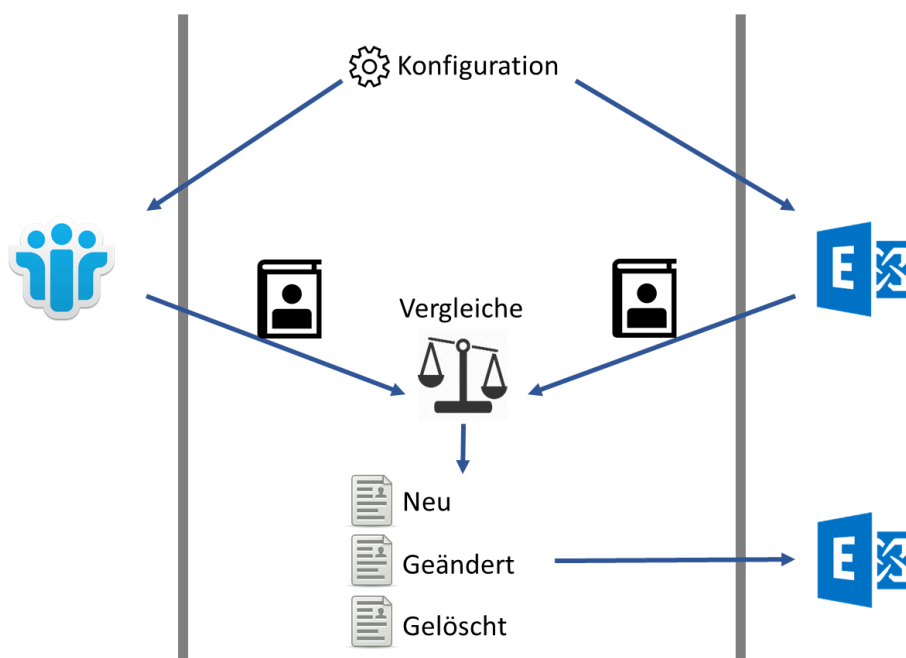 Konfiguration
Vergleiche
E
Neu
Geändert
E
Gelöscht